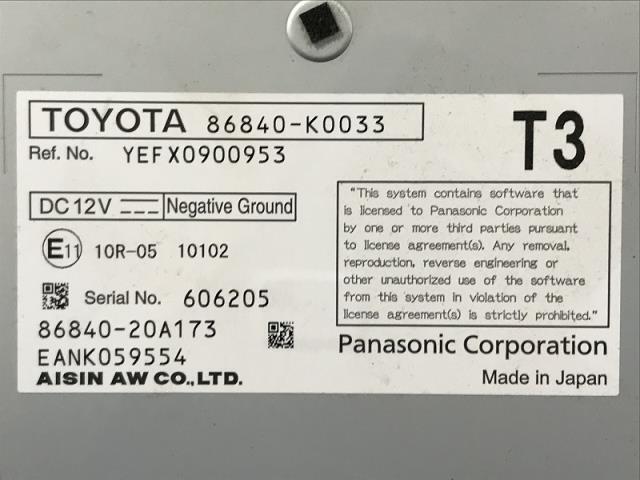 TOYOTA 86840-K0033
T3
Ref. No. YEFX0900953
DC 12V Negative Ground
E11 10R-05 10102
Serial No. 606205
86840-20A173
EANK059554
AISIN AW CO.,LTD.
"This system contains software that
is licensed to Panasonic Corporation
by one or more third parties pursuant
to license agreement(s). Any removal,
reproduction, reverse engineering or
other unauthorized use of the software
from this system in violation of the
license agreement(s) is strictly prohibited."
Panasonic Corporation
Made in Japan